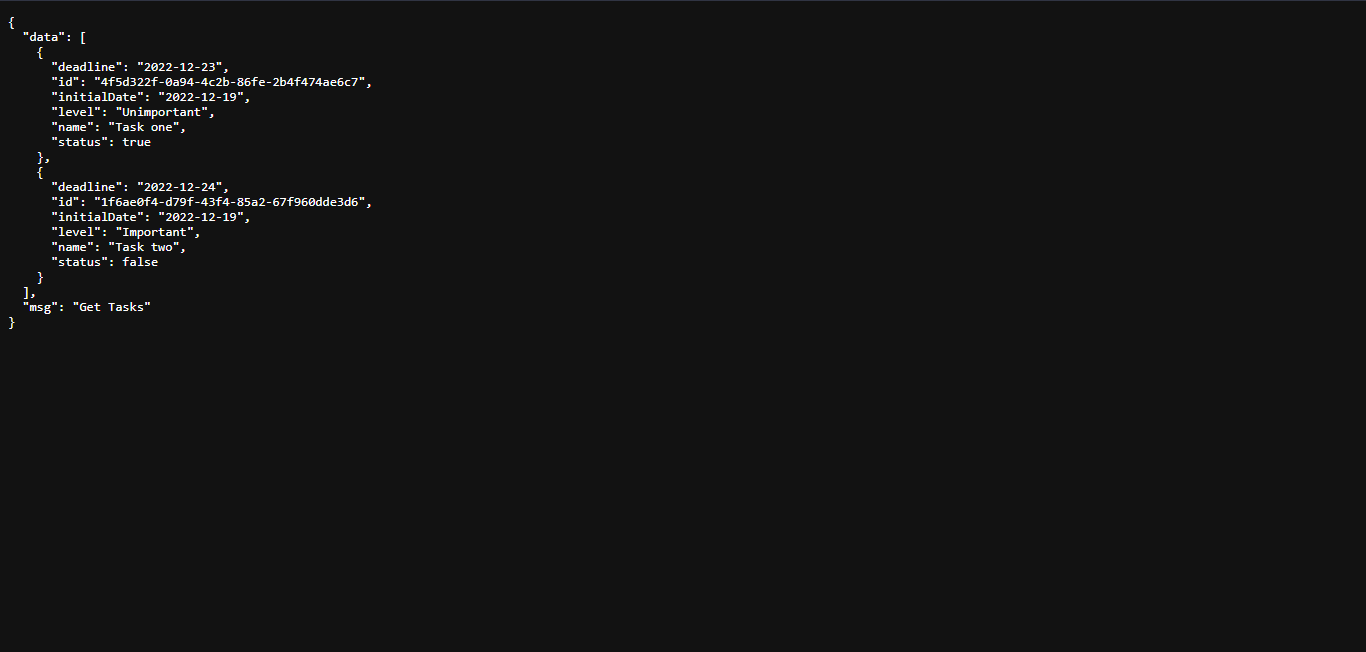 {
  "data": [
    {
      "deadline": "2022-12-23",
      "id": "4f5d322f-0a94-4c2b-86fe-2b4f474ae6c7",
      "initialDate": "2022-12-19",
      "level": "Unimportant",
      "name": "Task one",
      "status": true
    },
    {
      "deadline": "2022-12-24",
      "id": "1f6ae0f4-d79f-43f4-85a2-67f960dde3d6",
      "initialDate": "2022-12-19",
      "level": "Important",
      "name": "Task two",
      "status": false
    }
  ],
  "msg": "Get Tasks"
}